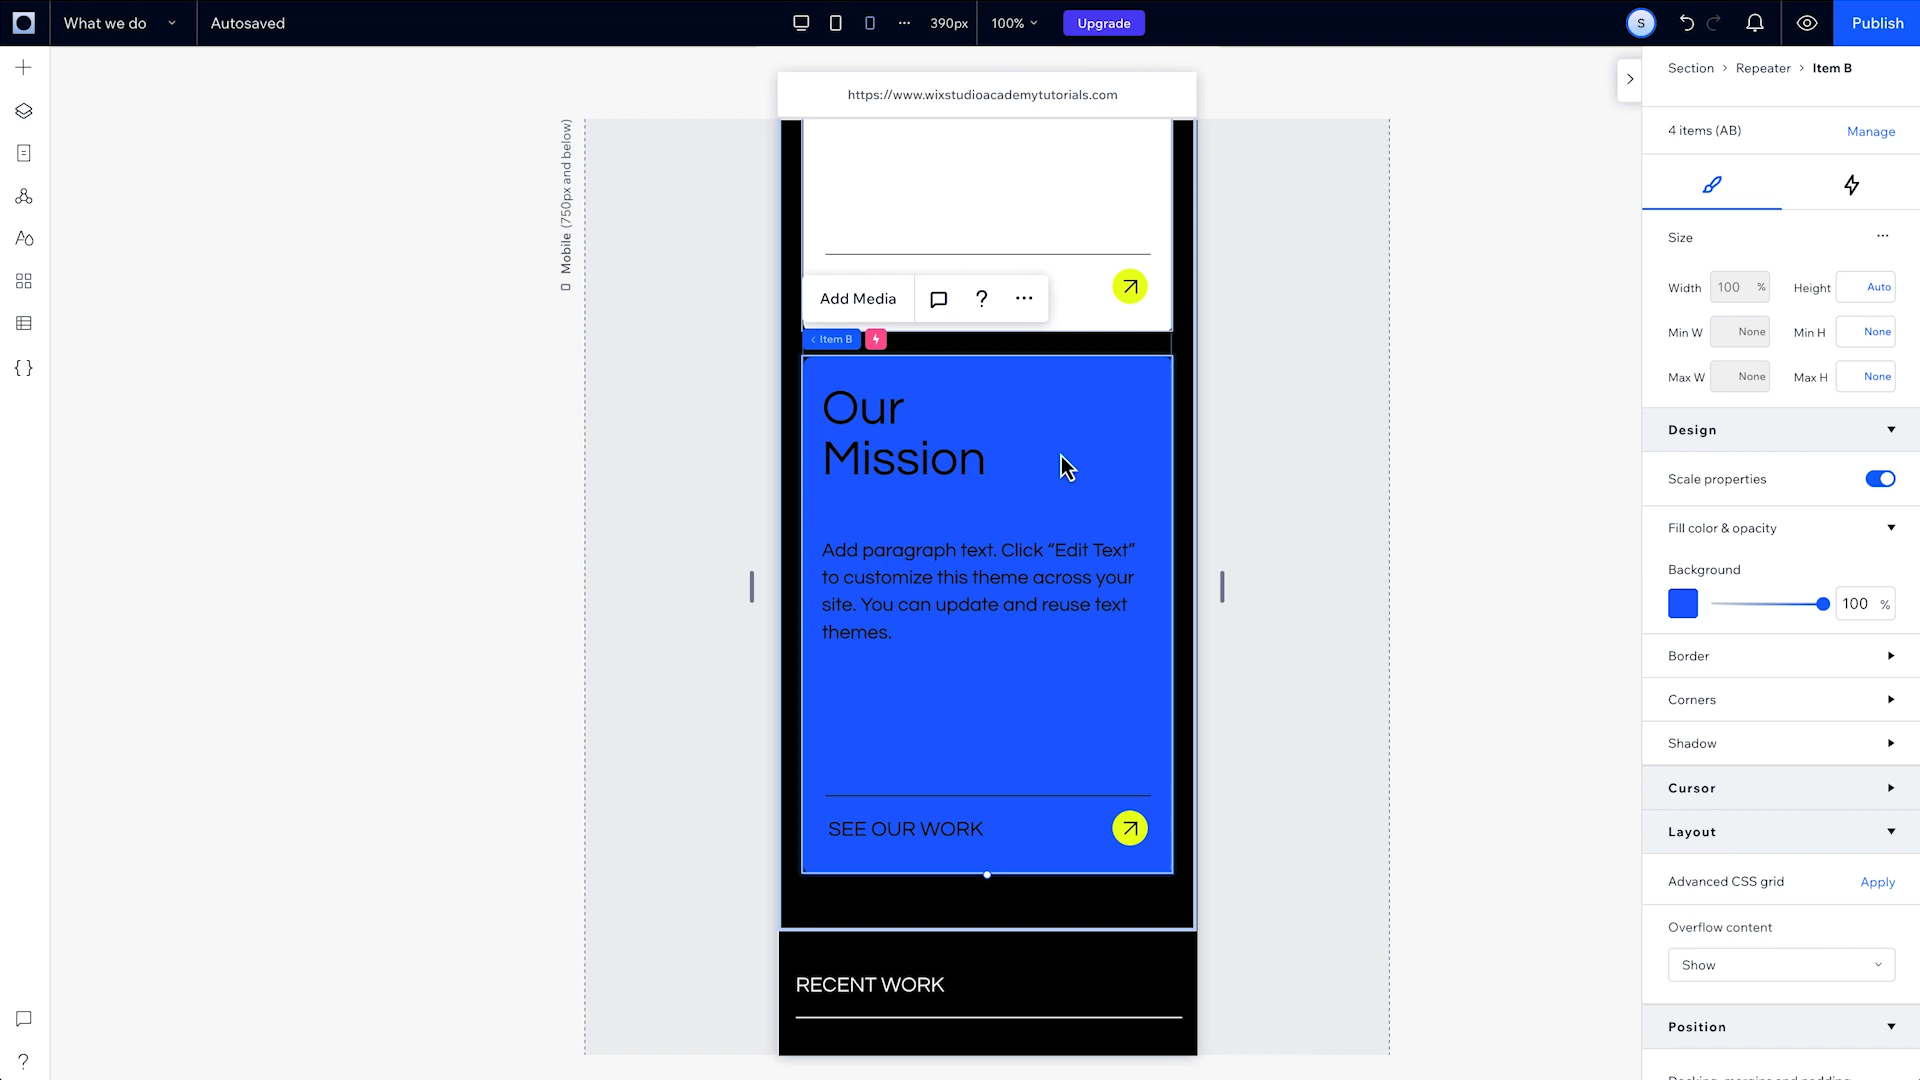 What we do
Autosaved
390px
100%
Upgrade
S
Publish
https://www.wixstudioacademytutorials.com
Mobile (750px and below)
Add Media
?
Item B
Our
Mission
Add paragraph text. Click “Edit Text”
to customize this theme across your
site. You can update and reuse text
themes.
SEE OUR WORK
RECENT WORK
Section > Repeater > Item B
4 items (AB)
Manage
Size
Width 100 % Height Auto
Min W None Min H None
Max W None Max H None
Design
Scale properties
Fill color & opacity
Background
100 %
Border
Corners
Shadow
Cursor
Layout
Advanced CSS grid
Apply
Overflow content
Show
Position
?